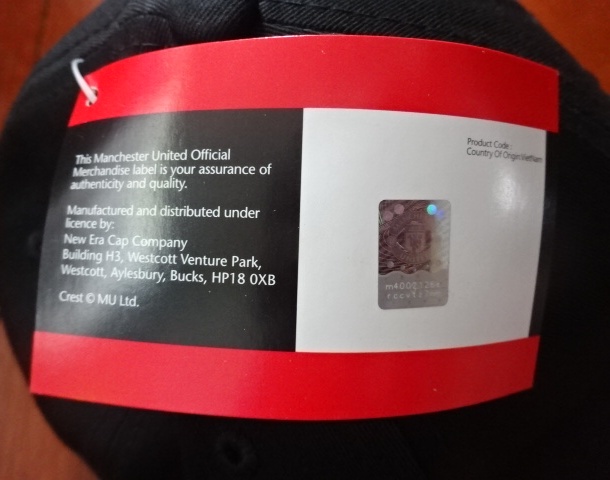 This Manchester United Official
Merchandise label is your assurance of
authenticity and quality.
Manufactured and distributed under
licence by:
New Era Cap Company
Building H3, Westcott Venture Park,
Westcott, Aylesbury, Bucks, HP18 0XB
Crest © MU Ltd.
Product Code :
Country Of Origin:VietNam